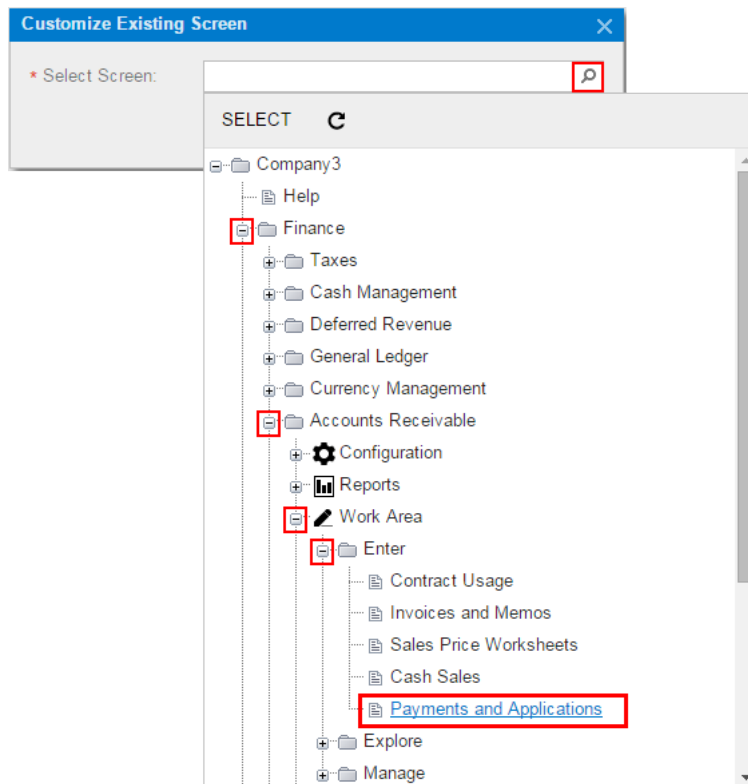 Customize Existing Screen
* Select Screen:
SELECT
Company3
Help
Finance
Taxes
Cash Management
Deferred Revenue
General Ledger
Currency Management
Accounts Receivable
Configuration
Reports
Work Area
Enter
Contract Usage
Invoices and Memos
Sales Price Worksheets
Cash Sales
Payments and Applications
Explore
Manage